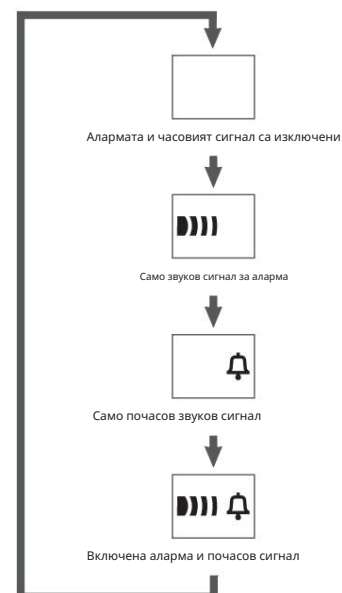 Алармата и часовият сигнал са изключени
Само звуков сигнал за аларма
Само почасов звуков сигнал
Включена аларма и почасов сигнал